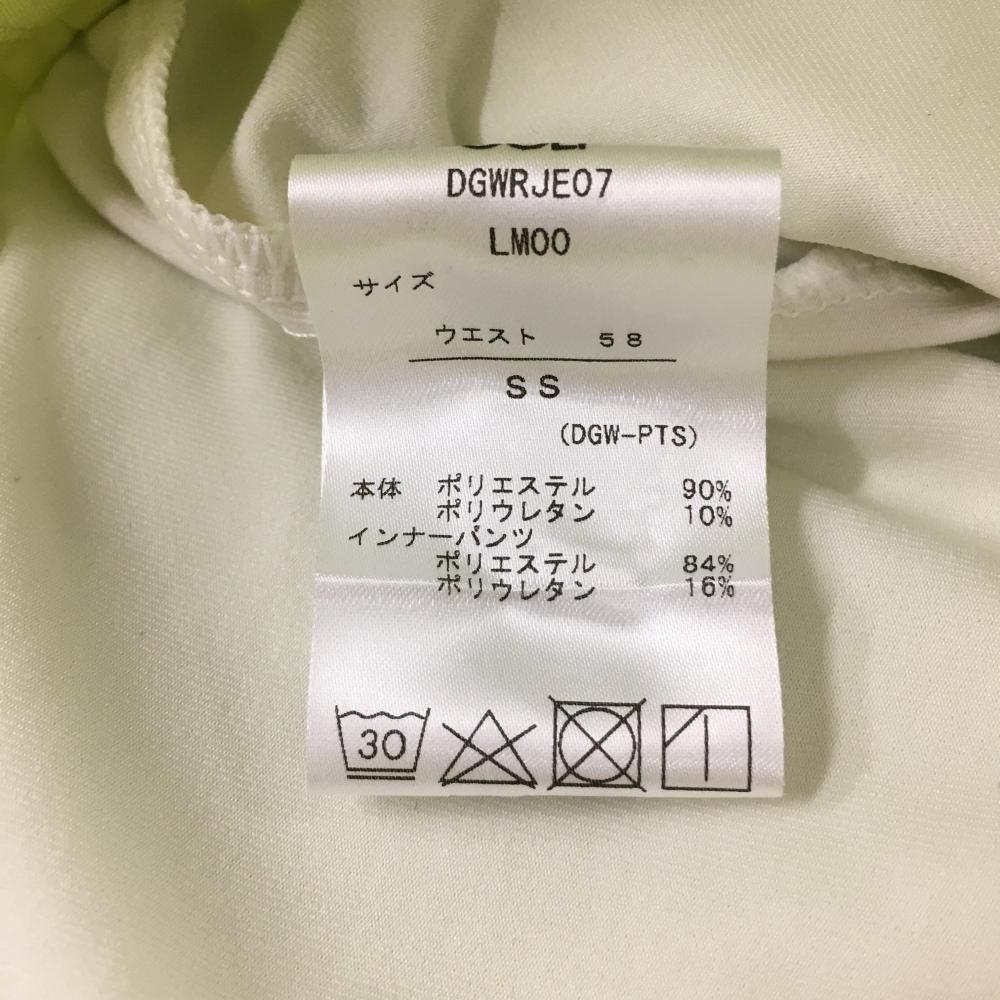 DGWRJE07
LM00
サイズ
ウエスト 58
SS
(DGW-PTS)
本体 ポリエステル 90%
ポリウレタン 10%
インナーパンツ
ポリエステル 84%
ポリウレタン 16%
30